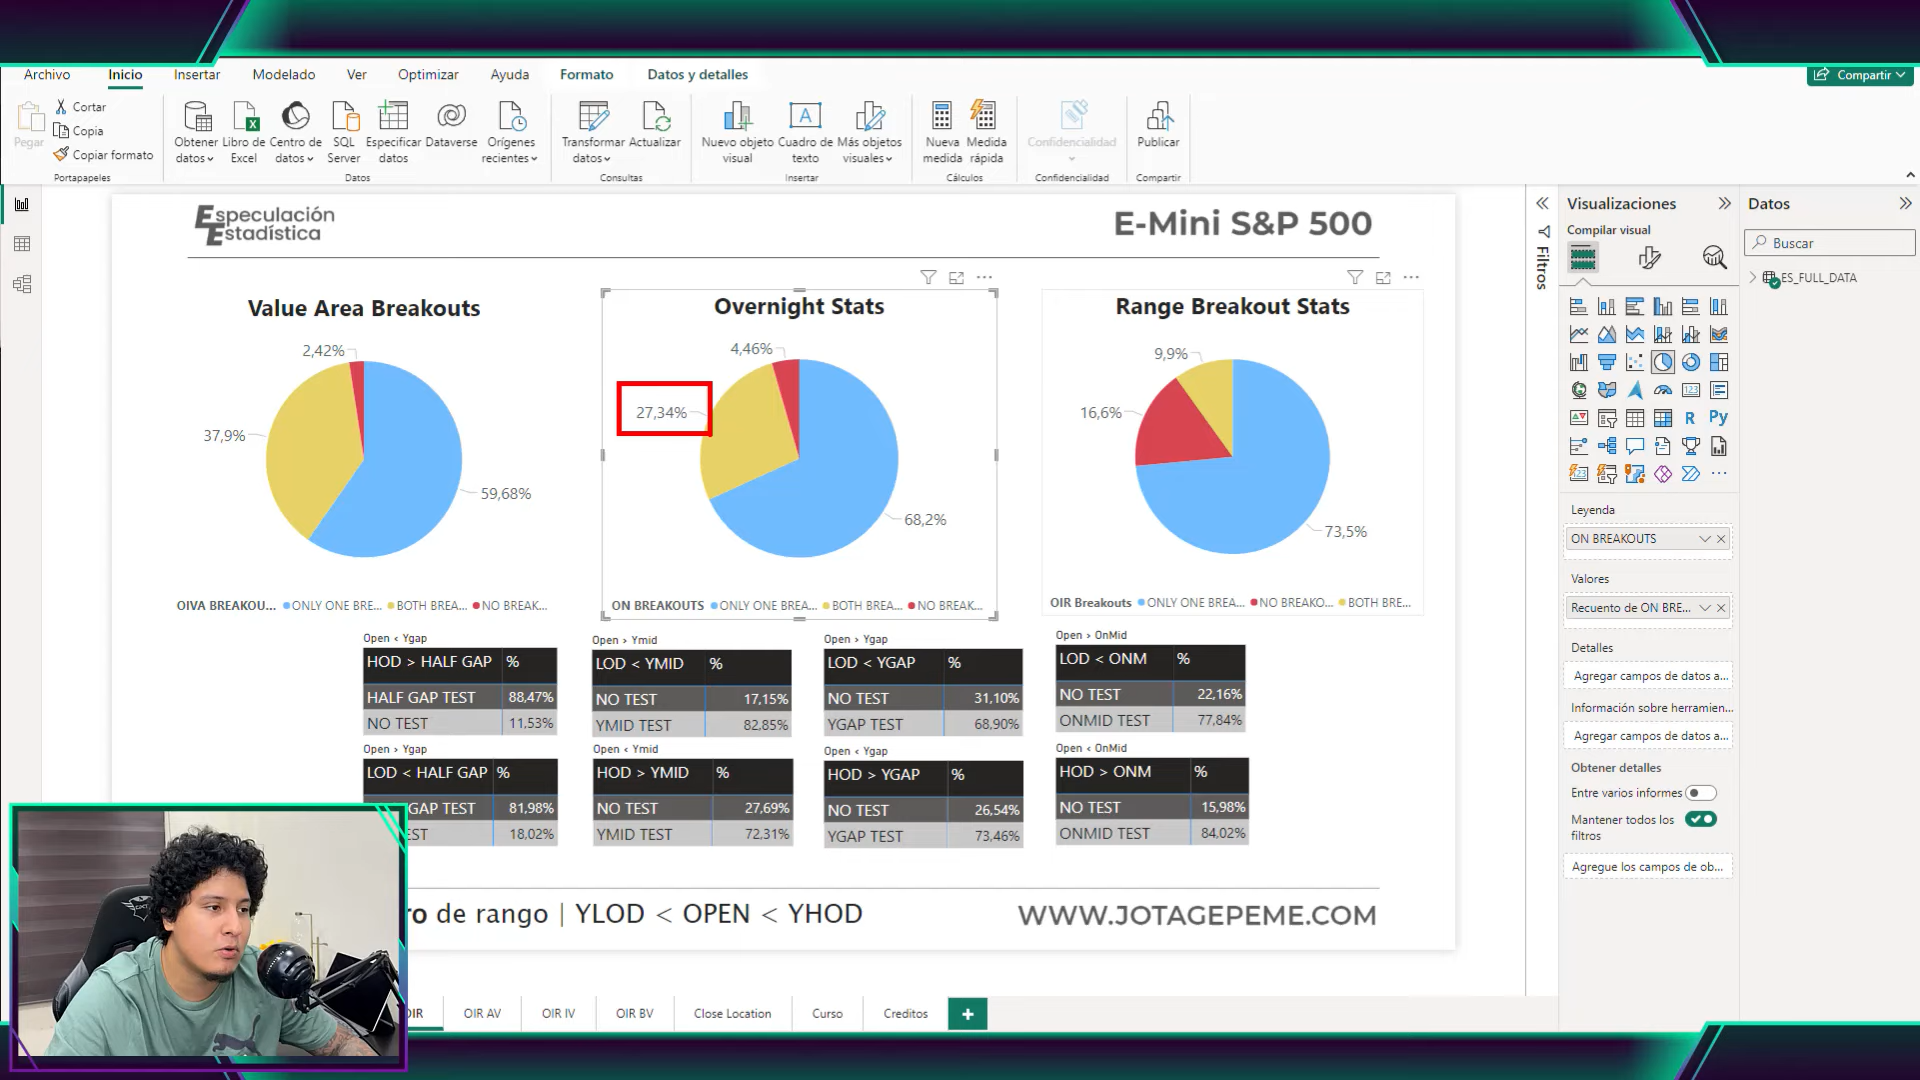 Archivo Inicio Insertar Modelado Ver Optimizar Ayuda Formato Datos y detalles Compartir
Pegar
Cortar
Copia
Copiar formato
Portapapeles
Obtener datos
Libro de Excel
Centro de datos
SQL Server
Especificar datos
Dataverse
Orígenes recientes
Datos
Transformar datos
Actualizar
Consultas
Nuevo objeto visual
Cuadro de texto
Más objetos visuales
Insertar
Nueva medida
Medida rápida
Cálculos
Confidencialidad
Confidencialidad
Publicar
Compartir
Especulación
Estadística
E-Mini S&P 500
Value Area Breakouts
2,42%
37,9%
59,68%
OIVA BREAKOU... ONLY ONE BRE... BOTH BREA... NO BREAK...
Overnight Stats
4,46%
27,34%
68,2%
ON BREAKOUTS ONLY ONE BREA... BOTH BREA... NO BREAK...
Range Breakout Stats
9,9%
16,6%
73,5%
OIR Breakouts ONLY ONE BREA... NO BREAKO... BOTH BRE...
Open < Ygap
HOD > HALF GAP %
HALF GAP TEST 88,47%
NO TEST 11,53%
Open > Ymid
LOD < YMID %
NO TEST 17,15%
YMID TEST 82,85%
Open > Ygap
LOD < YGAP %
NO TEST 31,10%
YGAP TEST 68,90%
Open > OnMid
LOD < ONM %
NO TEST 22,16%
ONMID TEST 77,84%
Open > Ygap
LOD < HALF GAP %
GAP TEST 81,98%
EST 18,02%
Open < Ymid
HOD > YMID %
NO TEST 27,69%
YMID TEST 72,31%
Open < Ygap
HOD > YGAP %
NO TEST 26,54%
YGAP TEST 73,46%
Open < OnMid
HOD > ONM %
NO TEST 15,98%
ONMID TEST 84,02%
ro de rango | YLOD < OPEN < YHOD
WWW.JOTAGEPEME.COM
OIR OIR AV OIR IV OIR BV Close Location Curso Creditos +
Filtros
Visualizaciones
Compilar visual
R Py
Leyenda
ON BREAKOUTS
Valores
Recuento de ON BRE...
Detalles
Agregar campos de datos a...
Información sobre herramien...
Agregar campos de datos a...
Obtener detalles
Entre varios informes
Mantener todos los
filtros
Agregue los campos de ob...
Datos
Buscar
ES_FULL_DATA